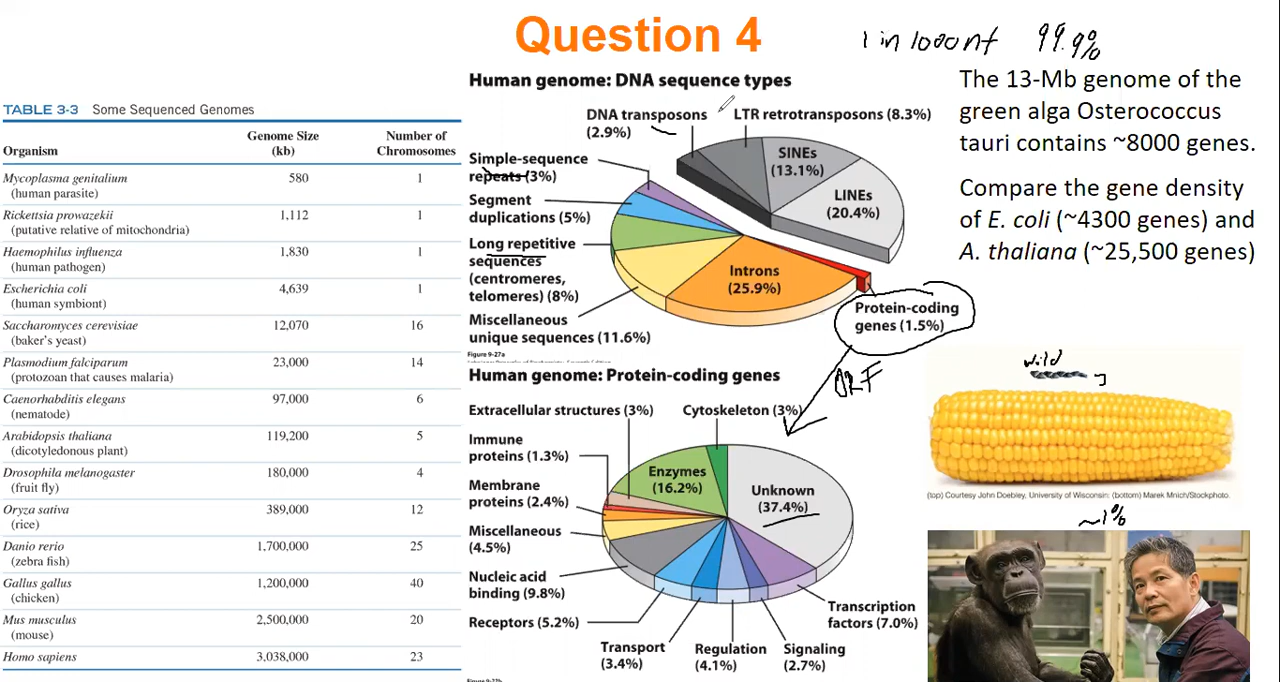 Question 4
1 in 1000 nt 99.9%
TABLE 3-3 Some Sequenced Genomes
Organism Genome Size (kb) Number of Chromosomes
Mycoplasma genitalium 580 1
(human parasite)
Rickettsia prowazekii 1,112 1
(putative relative of mitochondria)
Haemophilus influenza 1,830 1
(human pathogen)
Escherichia coli 4,639 1
(human symbiont)
Saccharomyces cerevisiae 12,070 16
(baker's yeast)
Plasmodium falciparum 23,000 14
(protozoan that causes malaria)
Caenorhabditis elegans 97,000 6
(nematode)
Arabidopsis thaliana 119,200 5
(dicotyledonous plant)
Drosophila melanogaster 180,000 4
(fruit fly)
Oryza sativa 389,000 12
(rice)
Danio rerio 1,700,000 25
(zebra fish)
Gallus gallus 1,200,000 40
(chicken)
Mus musculus 2,500,000 20
(mouse)
Homo sapiens 3,038,000 23
Human genome: DNA sequence types
DNA transposons
(2.9%)
LTR retrotransposons (8.3%)
SINEs
(13.1%)
LINEs
(20.4%)
Simple-sequence
repeats (3%)
Segment
duplications (5%)
Long repetitive
sequences
(centromeres,
telomeres) (8%)
Miscellaneous
unique sequences (11.6%)
Introns
(25.9%)
Protein-coding
genes (1.5%)
ORF
Figure 9-27a
Human genome: Protein-coding genes
Extracellular structures (3%)
Cytoskeleton (3%)
Immune
proteins (1.3%)
Membrane
proteins (2.4%)
Miscellaneous
(4.5%)
Nucleic acid
binding (9.8%)
Receptors (5.2%)
Enzymes
(16.2%)
Unknown
(37.4%)
Transport
(3.4%)
Regulation
(4.1%)
Signaling
(2.7%)
Transcription
factors (7.0%)
The 13-Mb genome of the
green alga Osterococcus
tauri contains ~8000 genes.
Compare the gene density
of E. coli (~4300 genes) and
A. thaliana (~25,500 genes)
wild
(top) Courtesy John Doebley, University of Wisconsin: (bottom) Marek Mnich/Stockphoto.
~1%